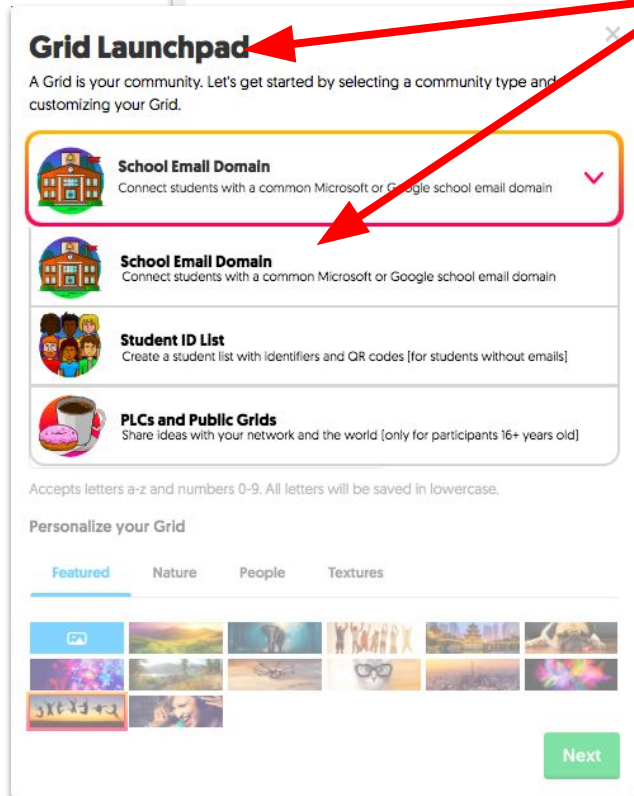 Grid Launchpad
A Grid is your community. Let's get started by selecting a community type and
customizing your Grid.
School Email Domain
Connect students with a common Microsoft or Google school email domain
School Email Domain
Connect students with a common Microsoft or Google school email domain
Student ID List
Create a student list with identifiers and QR codes [for students without emails]
PLCs and Public Grids
Share ideas with your network and the world [only for participants 16+ years old]
Accepts letters a-z and numbers 0-9. All letters will be saved in lowercase.
Personalize your Grid
Featured Nature People Textures
Next